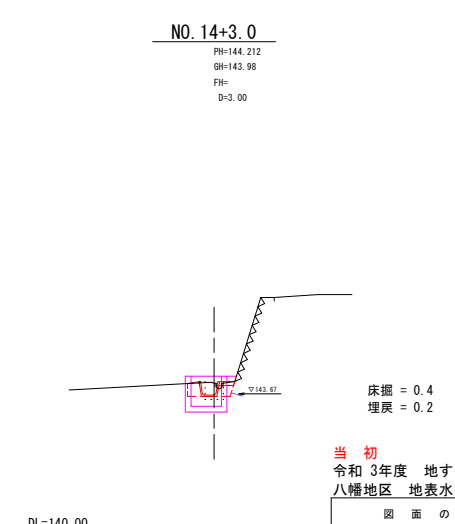 NO.14+3.0
PH=144.212
GH=143.98
FH=
D=3.00
▽143.67
床掘 = 0.4
埋戻 = 0.2
当 初
令和 3年度 地す
八幡地区 地表水
図 面 の
DL=140.00